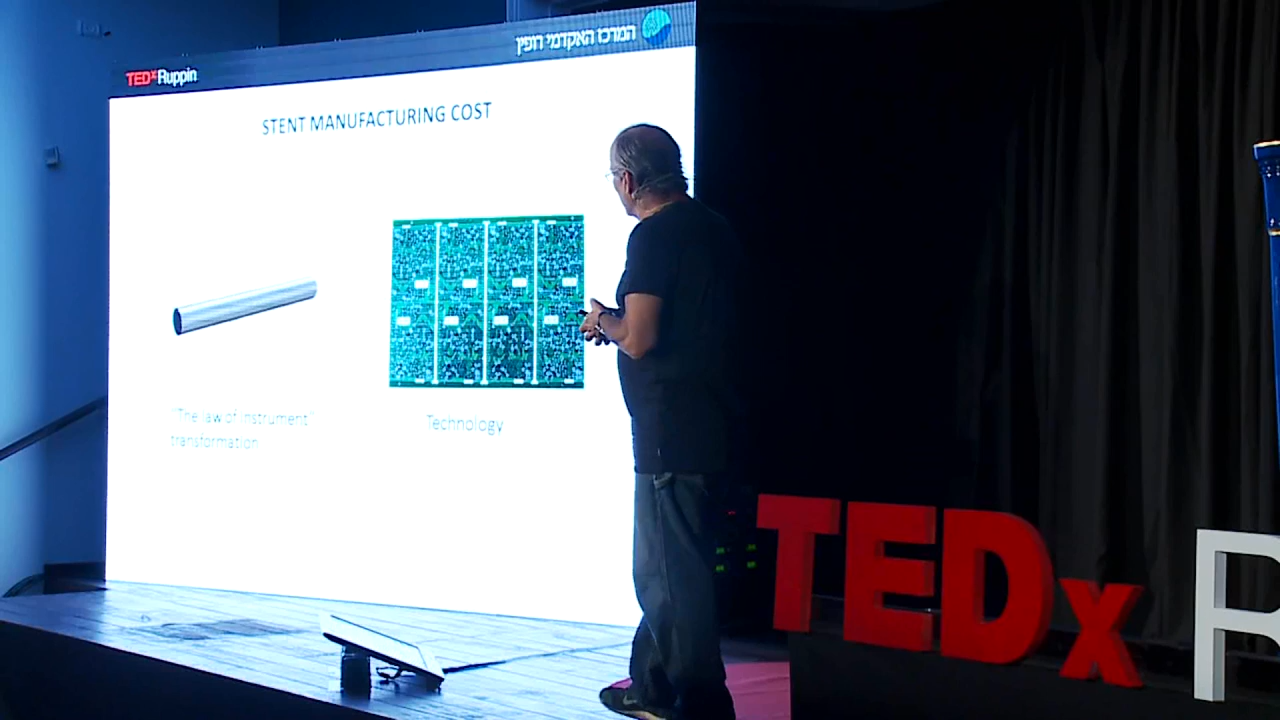 TEDxRuppin
המרכז האקדמי רופין
STENT MANUFACTURING COST
"The law of instrument"
transformation
Technology
TEDx R